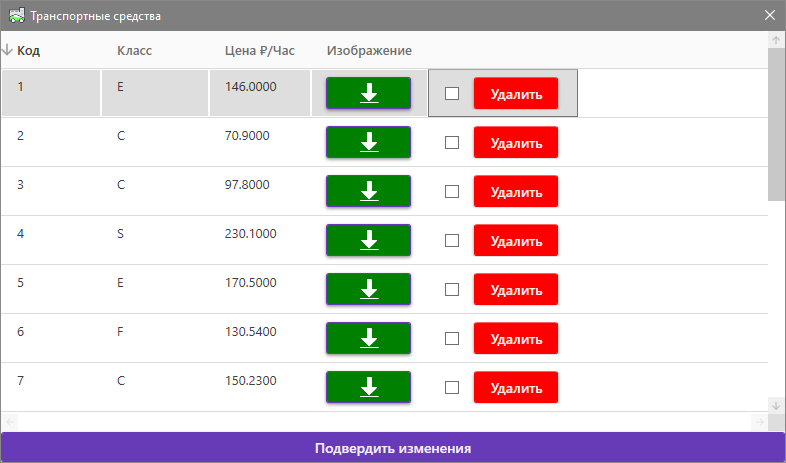 Транспортные средства
Код Класс Цена ₽/Час Изображение
1 E 146.0000 Удалить
2 C 70.9000 Удалить
3 C 97.8000 Удалить
4 S 230.1000 Удалить
5 E 170.5000 Удалить
6 F 130.5400 Удалить
7 C 150.2300 Удалить
Подвердить изменения